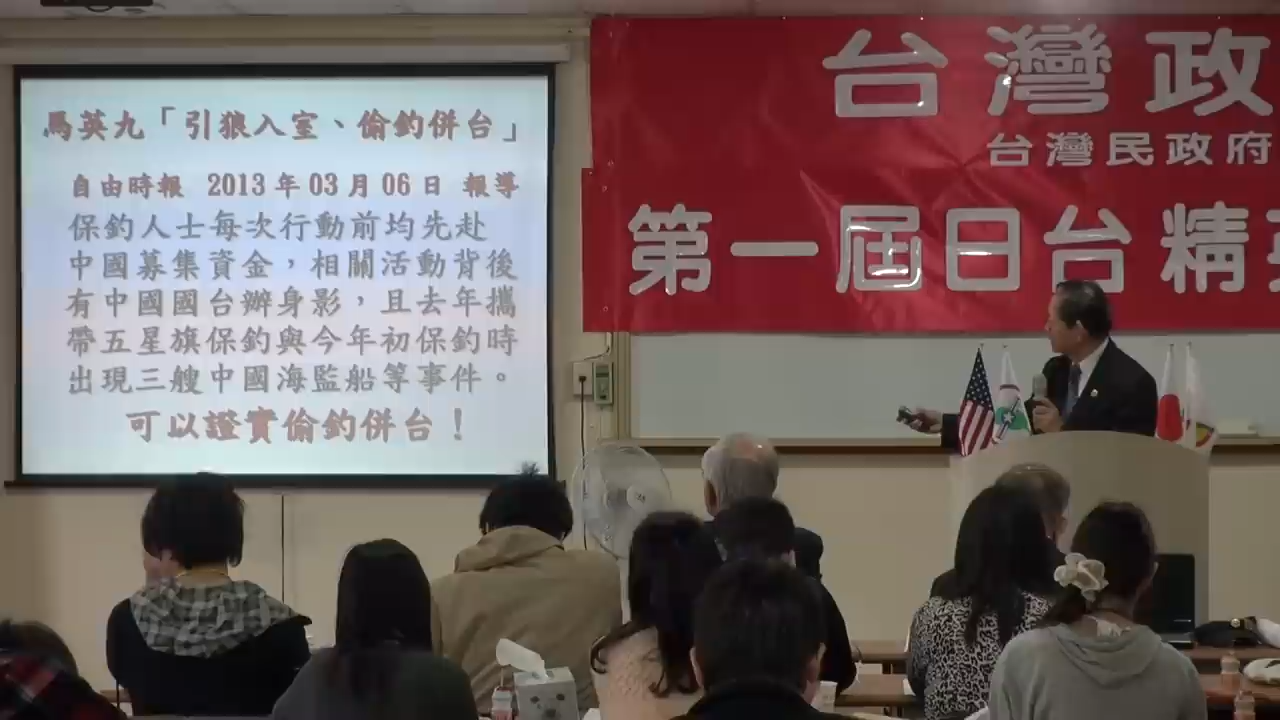 馬英九「引狼入室、偷釣併台」
自由時報 2013年03月06日 報導
保釣人士每次行動前均先赴
中國募集資金，相關活動背後
有中國國台辦身影，且去年攜
帶五星旗保釣與今年初保釣時
出現三艘中國海監船等事件。
可以證實偷釣併台！
台灣政
台灣民政府
第一屆日台精